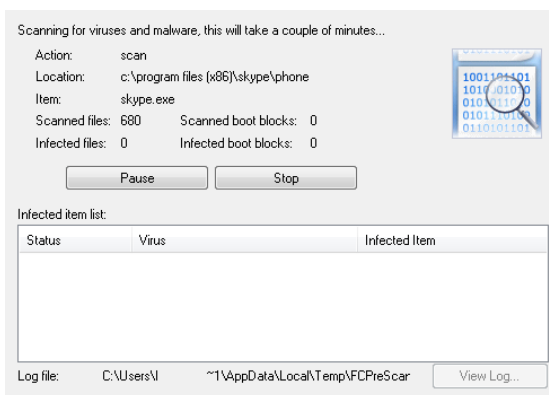 Scanning for viruses and malware, this will take a couple of minutes...
Action: scan
Location: c:\program files (x86)\skype\phone
Item: skype.exe
Scanned files: 680 Scanned boot blocks: 0
Infected files: 0 Infected boot blocks: 0
Pause Stop
Infected item list:
Status Virus Infected Item
Log file: C:\Users\I ~1\AppData\Local\Temp\FCPreScar View Log...